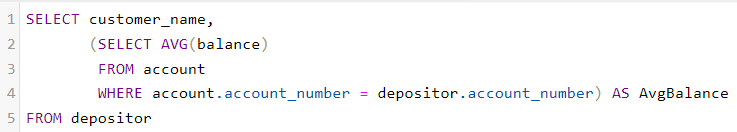 1 SELECT customer_name,
2 (SELECT AVG(balance)
3 FROM account
4 WHERE account.account_number = depositor.account_number) AS AvgBalance
5 FROM depositor